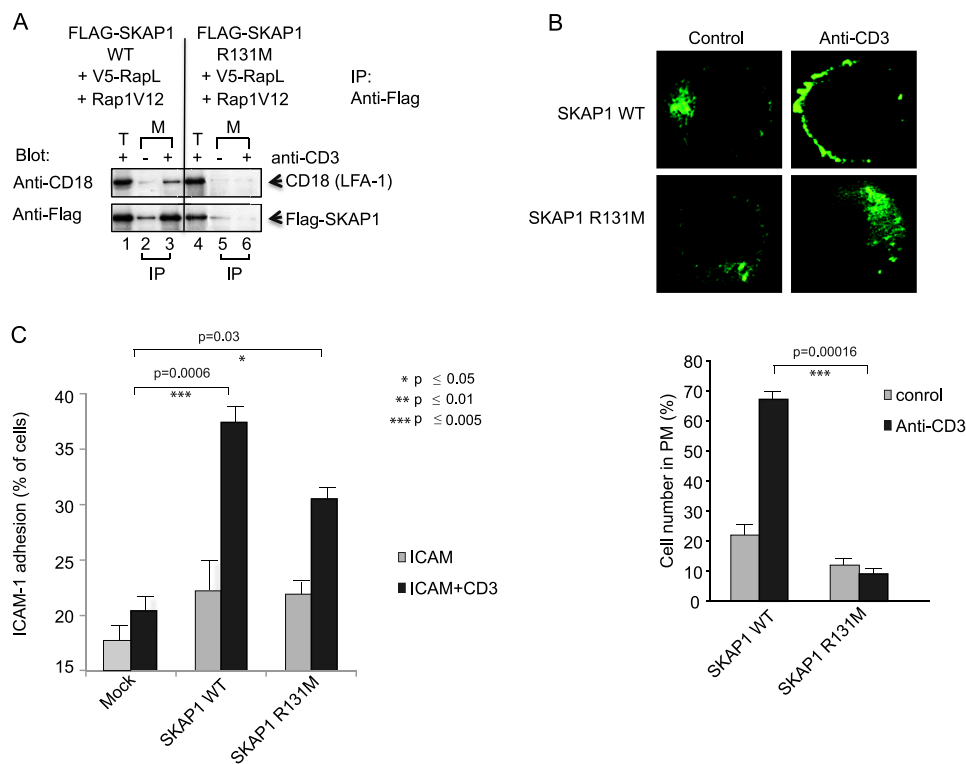 A
FLAG-SKAP1 FLAG-SKAP1
WT R131M
+ V5-RapL + V5-RapL IP:
+ Rap1V12 + Rap1V12 Anti-Flag
T M T M
Blot: + - + + - + anti-CD3
Anti-CD18 CD18 (LFA-1)
Anti-Flag Flag-SKAP1
1 2 3 4 5 6
IP IP
B
Control Anti-CD3
SKAP1 WT
SKAP1 R131M
p=0.00016
***
80
70
60
50
40
30
20
10
0
Cell number in PM (%)
conrol
Anti-CD3
SKAP1 WT
SKAP1 R131M
C
p=0.03
*
p=0.0006
***
* p ≤ 0.05
** p ≤ 0.01
*** p ≤ 0.005
40
35
30
25
20
15
ICAM-1 adhesion (% of cells)
ICAM
ICAM+CD3
Mock
SKAP1 WT
SKAP1 R131M